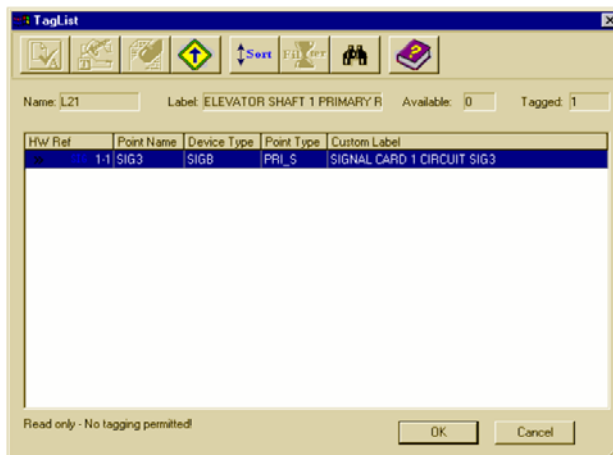 TagList
Sort Filter
Name: L21 Label: ELEVATOR SHAFT 1 PRIMARY R Available: 0 Tagged: 1
HW Ref Point Name Device Type Point Type Custom Label
1-1 SIG3 SIGB PRI_S SIGNAL CARD 1 CIRCUIT SIG3
Read only - No tagging permitted! OK Cancel